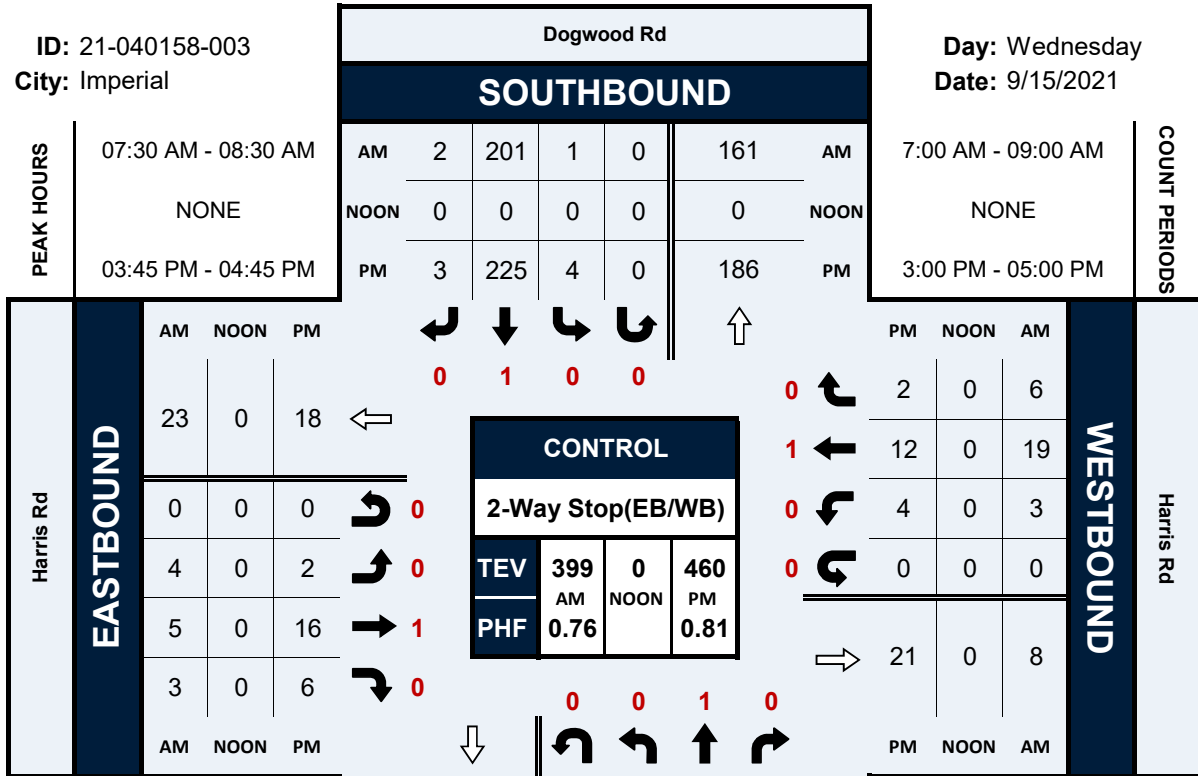 ID: 21-040158-003
City: Imperial
Dogwood Rd
SOUTHBOUND
Day: Wednesday
Date: 9/15/2021
PEAK HOURS
07:30 AM - 08:30 AM
NONE
03:45 PM - 04:45 PM
AM 2 201 1 0 161 AM
NOON 0 0 0 0 0 NOON
PM 3 225 4 0 186 PM
7:00 AM - 09:00 AM
NONE
3:00 PM - 05:00 PM
COUNT PERIODS
0 1 0 0
Harris Rd
EASTBOUND
AM NOON PM
23 0 18
0 0 0 0
4 0 2 0
5 0 16 1
3 0 6 0
AM NOON PM
CONTROL
2-Way Stop(EB/WB)
TEV 399 0 460
AM NOON PM
PHF 0.76 0.81
PM NOON AM
0 2 0 6
1 12 0 19
0 4 0 3
0 0 0 0
21 0 8
PM NOON AM
WESTBOUND
Harris Rd
0 0 1 0